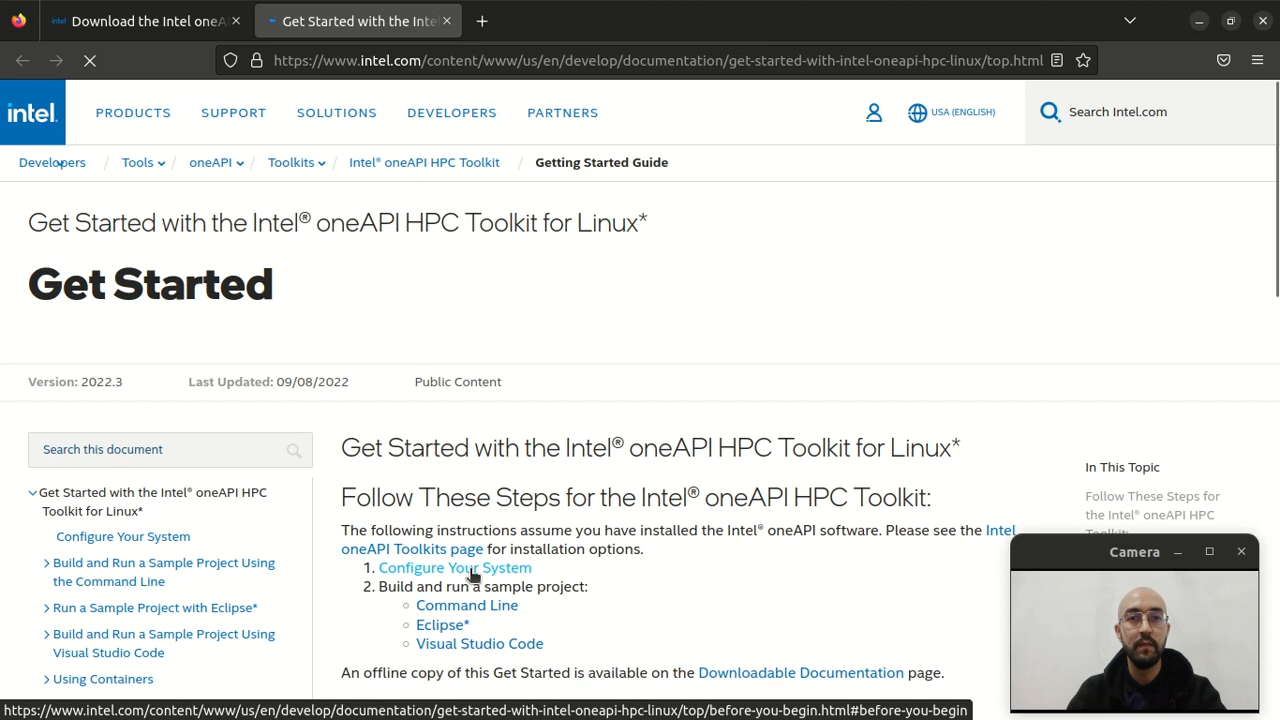 Download the Intel oneA
Get Started with the Inte
https://www.intel.com/content/www/us/en/develop/documentation/get-started-with-intel-oneapi-hpc-linux/top.html
intel.
PRODUCTS
SUPPORT
SOLUTIONS
DEVELOPERS
PARTNERS
USA (ENGLISH)
Search Intel.com
Developers / Tools / oneAPI / Toolkits / Intel® oneAPI HPC Toolkit / Getting Started Guide
Get Started with the Intel® oneAPI HPC Toolkit for Linux*
Get Started
Version: 2022.3
Last Updated: 09/08/2022
Public Content
Search this document
Get Started with the Intel® oneAPI HPC
Toolkit for Linux*
Configure Your System
Build and Run a Sample Project Using
the Command Line
Run a Sample Project with Eclipse*
Build and Run a Sample Project Using
Visual Studio Code
Using Containers
Get Started with the Intel® oneAPI HPC Toolkit for Linux*
Follow These Steps for the Intel® oneAPI HPC Toolkit:
The following instructions assume you have installed the Intel® oneAPI software. Please see the Intel
oneAPI Toolkits page for installation options.
1. Configure Your System
2. Build and run a sample project:
Command Line
Eclipse*
Visual Studio Code
An offline copy of this Get Started is available on the Downloadable Documentation page.
In This Topic
Follow These Steps for
the Intel® oneAPI HPC
Toolkit:
Camera
https://www.intel.com/content/www/us/en/develop/documentation/get-started-with-intel-oneapi-hpc-linux/top/before-you-begin.html#before-you-begin